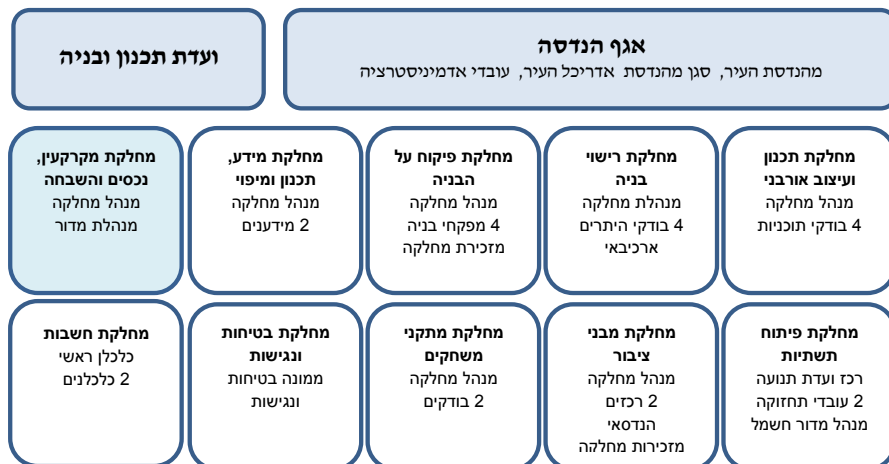 אגף הנדסה
מהנדסת העיר, סגן מהנדסת אדריכל העיר, עובדי אדמיניסטרציה
ועדת תכנון ובניה
מחלקת תכנון
ועיצוב אורבני
מנהל מחלקה
4 בודקי תוכניות
מחלקת רישוי
בניה
מנהלת מחלקה
4 בודקי היתרים
ארכיבאי
מחלקת פיקוח על
הבניה
מנהל מחלקה
4 מפקחי בניה
מזכירת מחלקה
מחלקת מידע,
תכנון ומיפוי
מנהל מחלקה
2 מידענים
מחלקת מקרקעין,
נכסים והשבחה
מנהל מחלקה
מנהלת מדור
מחלקת פיתוח
תשתיות
רכז ועדת תנועה
2 עובדי תחזוקה
מנהל מדור חשמל
מחלקת מבני
ציבור
מנהל מחלקה
2 רכזים
הנדסאי
מזכירות מחלקה
מחלקת מתקני
משחקים
מנהל מחלקה
2 בודקים
מחלקת בטיחות
ונגישות
ממונה בטיחות
ונגישות
מחלקת חשבות
כלכלן ראשי
2 כלכלנים